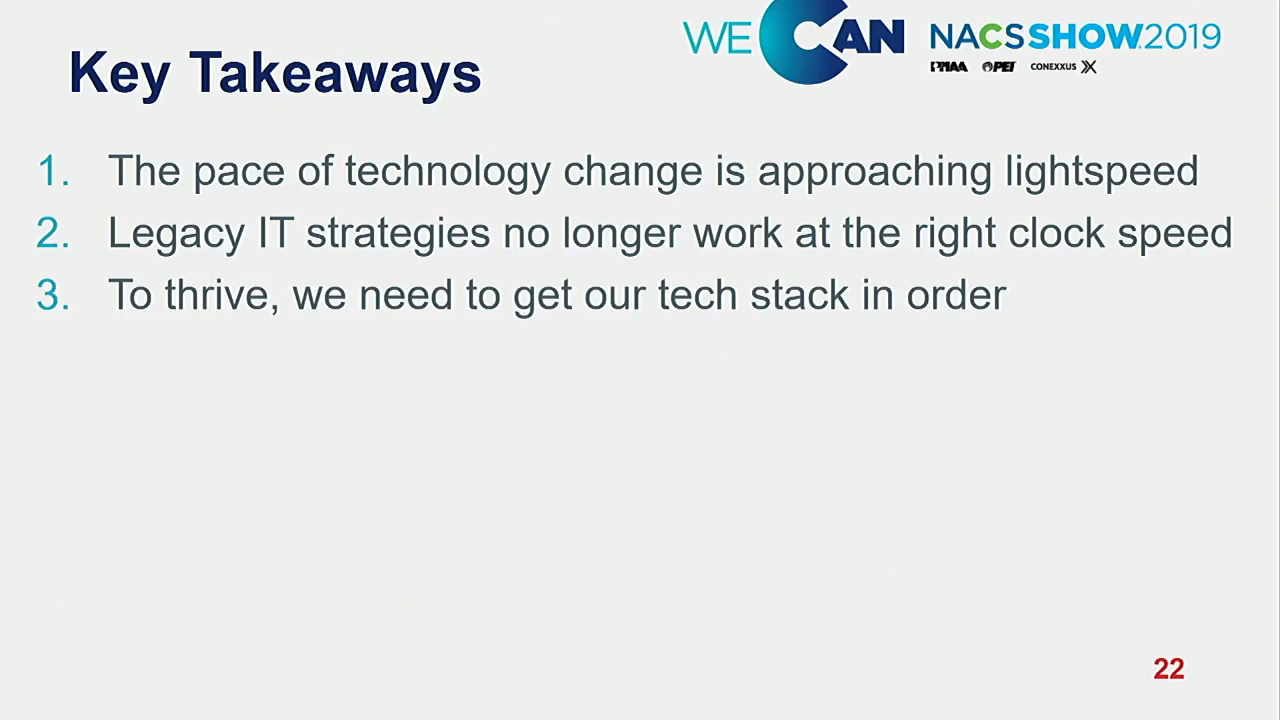 WE CAN
NACSSHOW.2019
PMAA PEI CONEXXUS
Key Takeaways
1. The pace of technology change is approaching lightspeed
2. Legacy IT strategies no longer work at the right clock speed
3. To thrive, we need to get our tech stack in order
22